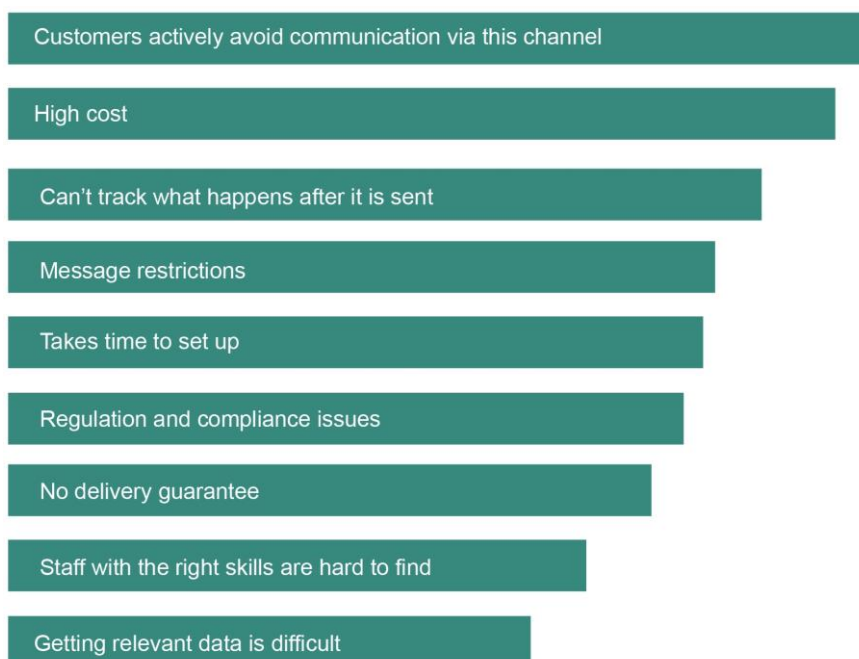 Customers actively avoid communication via this channel
High cost
Can’t track what happens after it is sent
Message restrictions
Takes time to set up
Regulation and compliance issues
No delivery guarantee
Staff with the right skills are hard to find
Getting relevant data is difficult